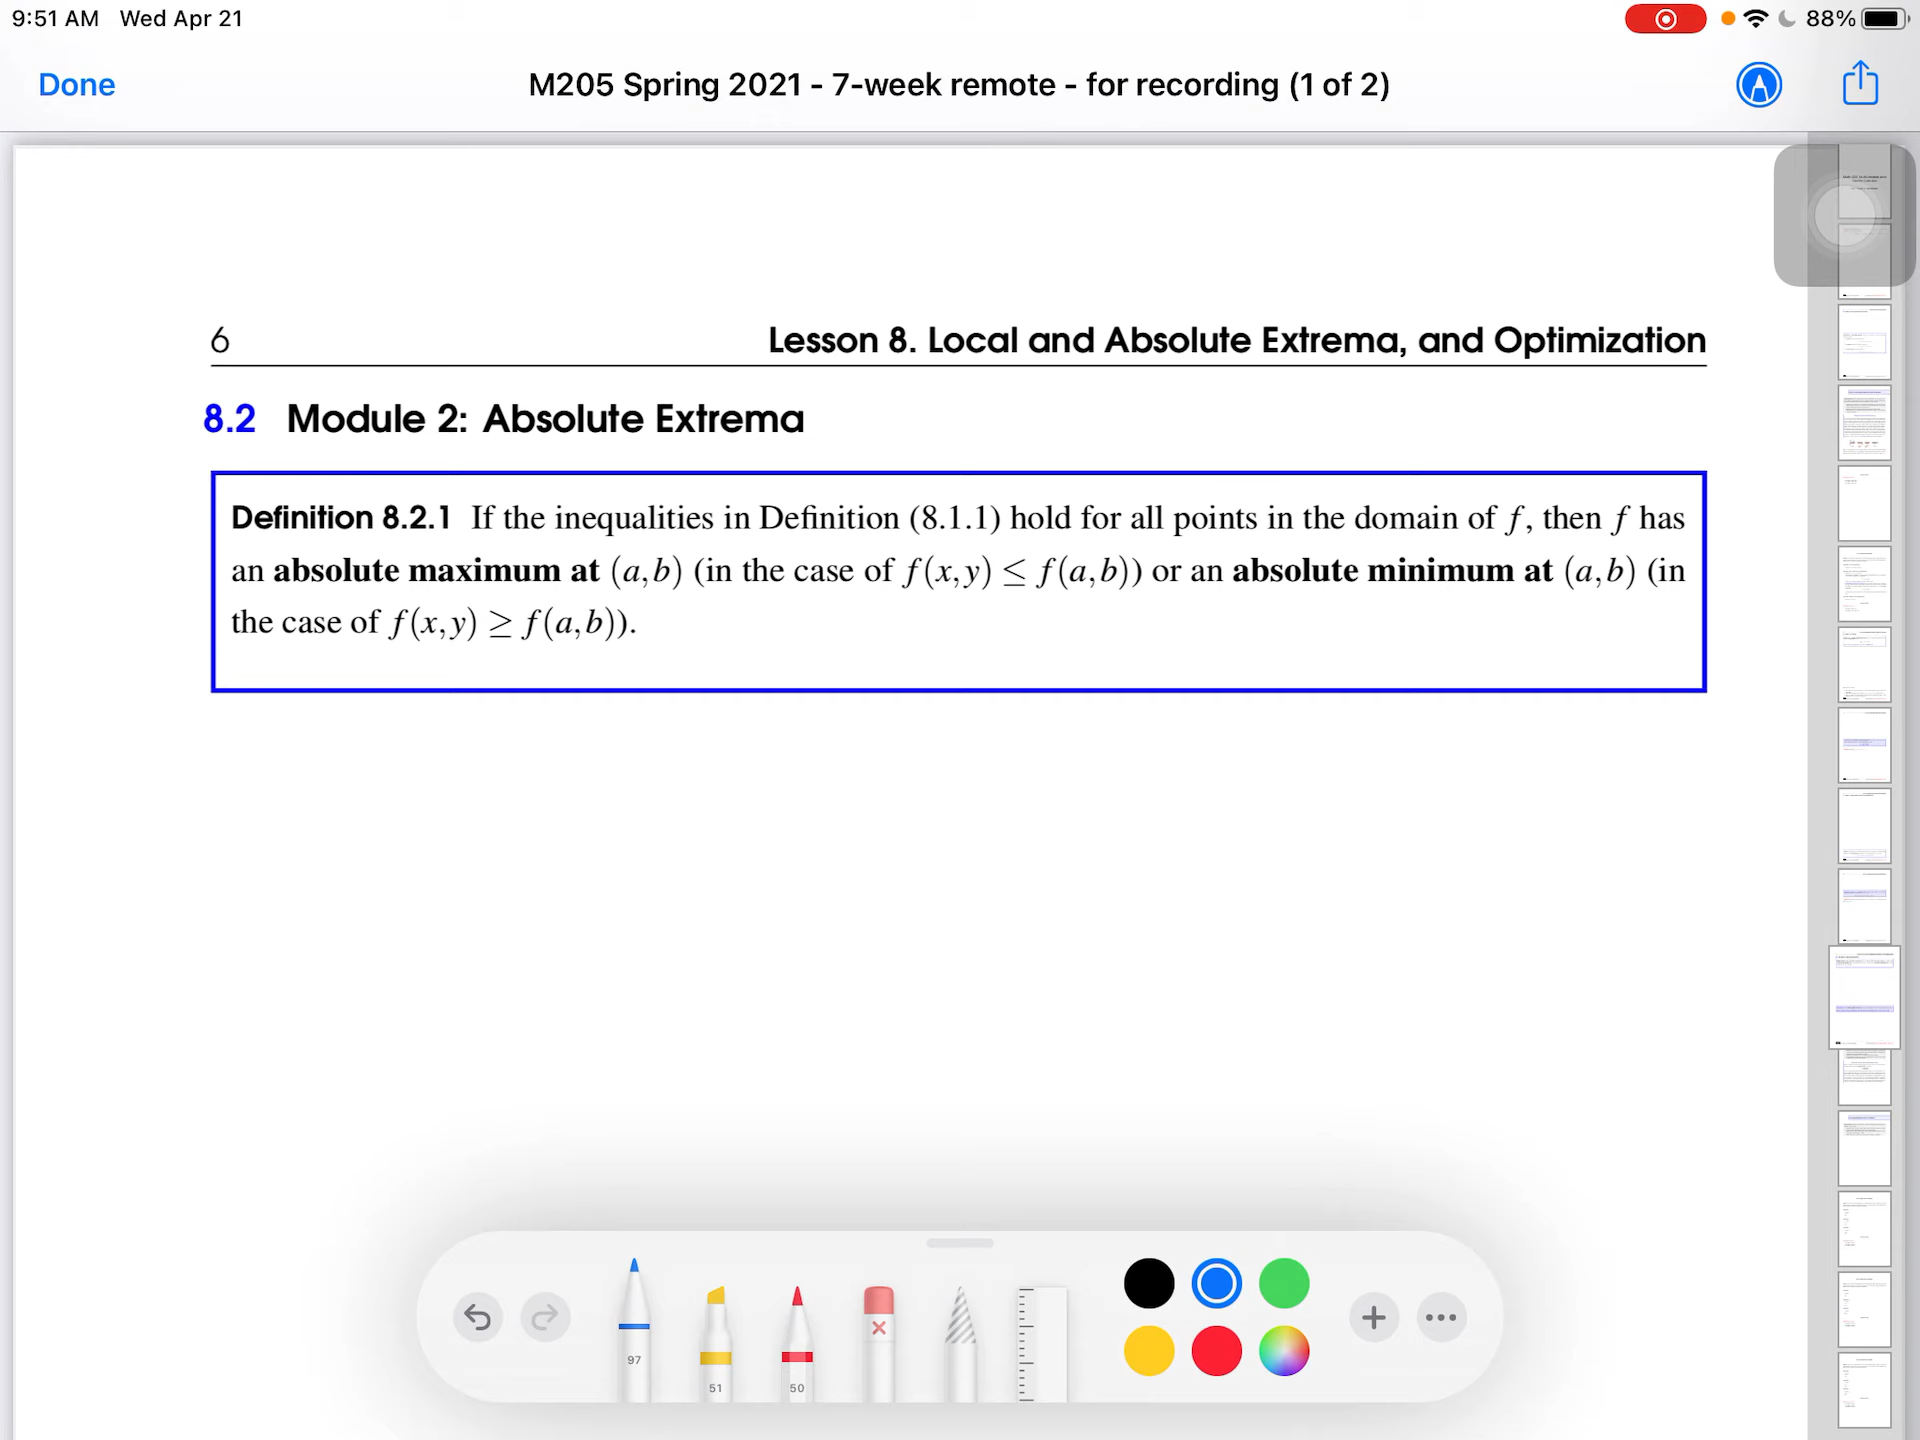 9:51 AM Wed Apr 21
88%
Done
M205 Spring 2021 - 7-week remote - for recording (1 of 2)
6
Lesson 8. Local and Absolute Extrema, and Optimization
8.2 Module 2: Absolute Extrema
Definition 8.2.1 If the inequalities in Definition (8.1.1) hold for all points in the domain of f, then f has
an absolute maximum at (a,b) (in the case of f(x,y) ≤ f(a,b)) or an absolute minimum at (a,b) (in
the case of f(x,y) ≥ f(a,b)).
97
51
50